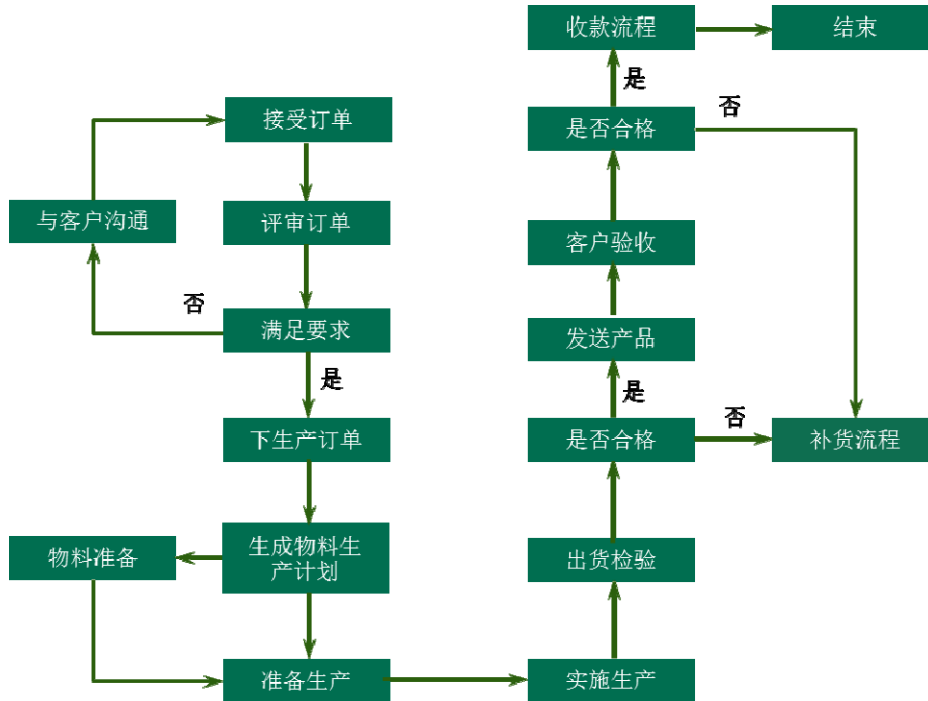 接受订单
与客户沟通
评审订单
否
满足要求
是
下生产订单
物料准备
生成物料生
产计划
准备生产
收款流程
结束
是
否
是否合格
客户验收
发送产品
是
否
是否合格
补货流程
出货检验
实施生产